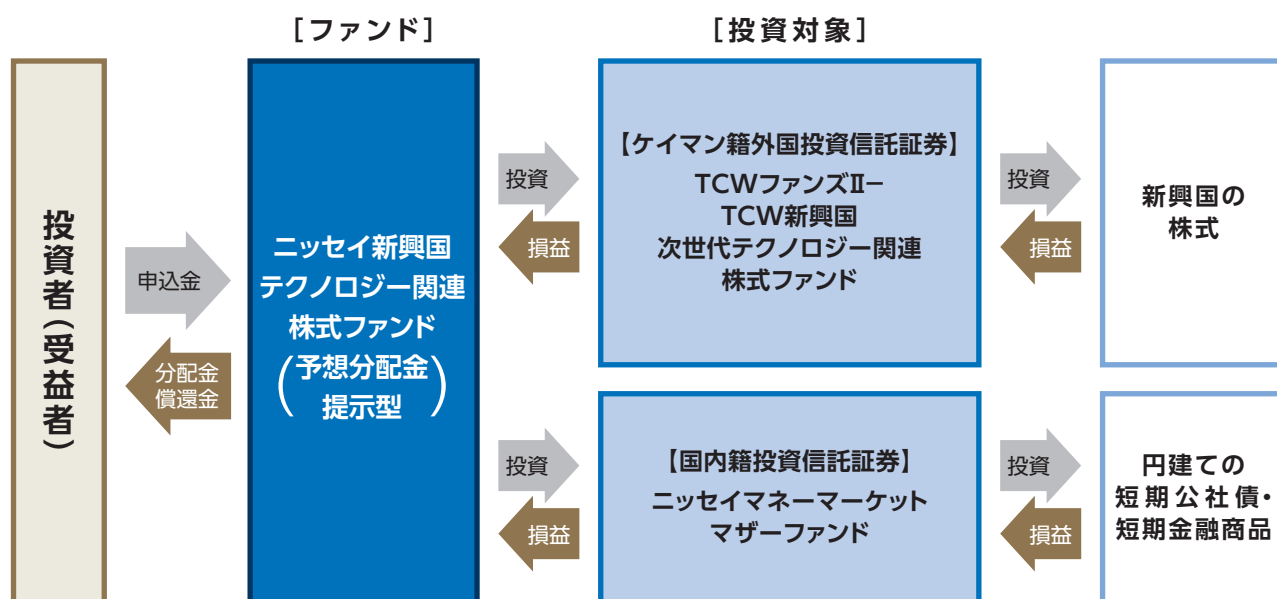 ［ファンド］
［投資対象］
投資者（受益者）
申込金
分配金
償還金
ニッセイ新興国
テクノロジー関連
株式ファンド
（予想分配金
提示型）
投資
損益
【ケイマン籍外国投資信託証券】
TCWファンズⅡー
TCW新興国
次世代テクノロジー関連
株式ファンド
投資
損益
新興国の
株式
投資
損益
【国内籍投資信託証券】
ニッセイマネーマーケット
マザーファンド
投資
損益
円建ての
短期公社債・
短期金融商品